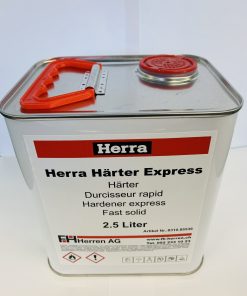 Herra
Herra Härter Express
Härter
Durcisseur rapid
Hardener express
Fast solid
2.5 Liter
Herren AG